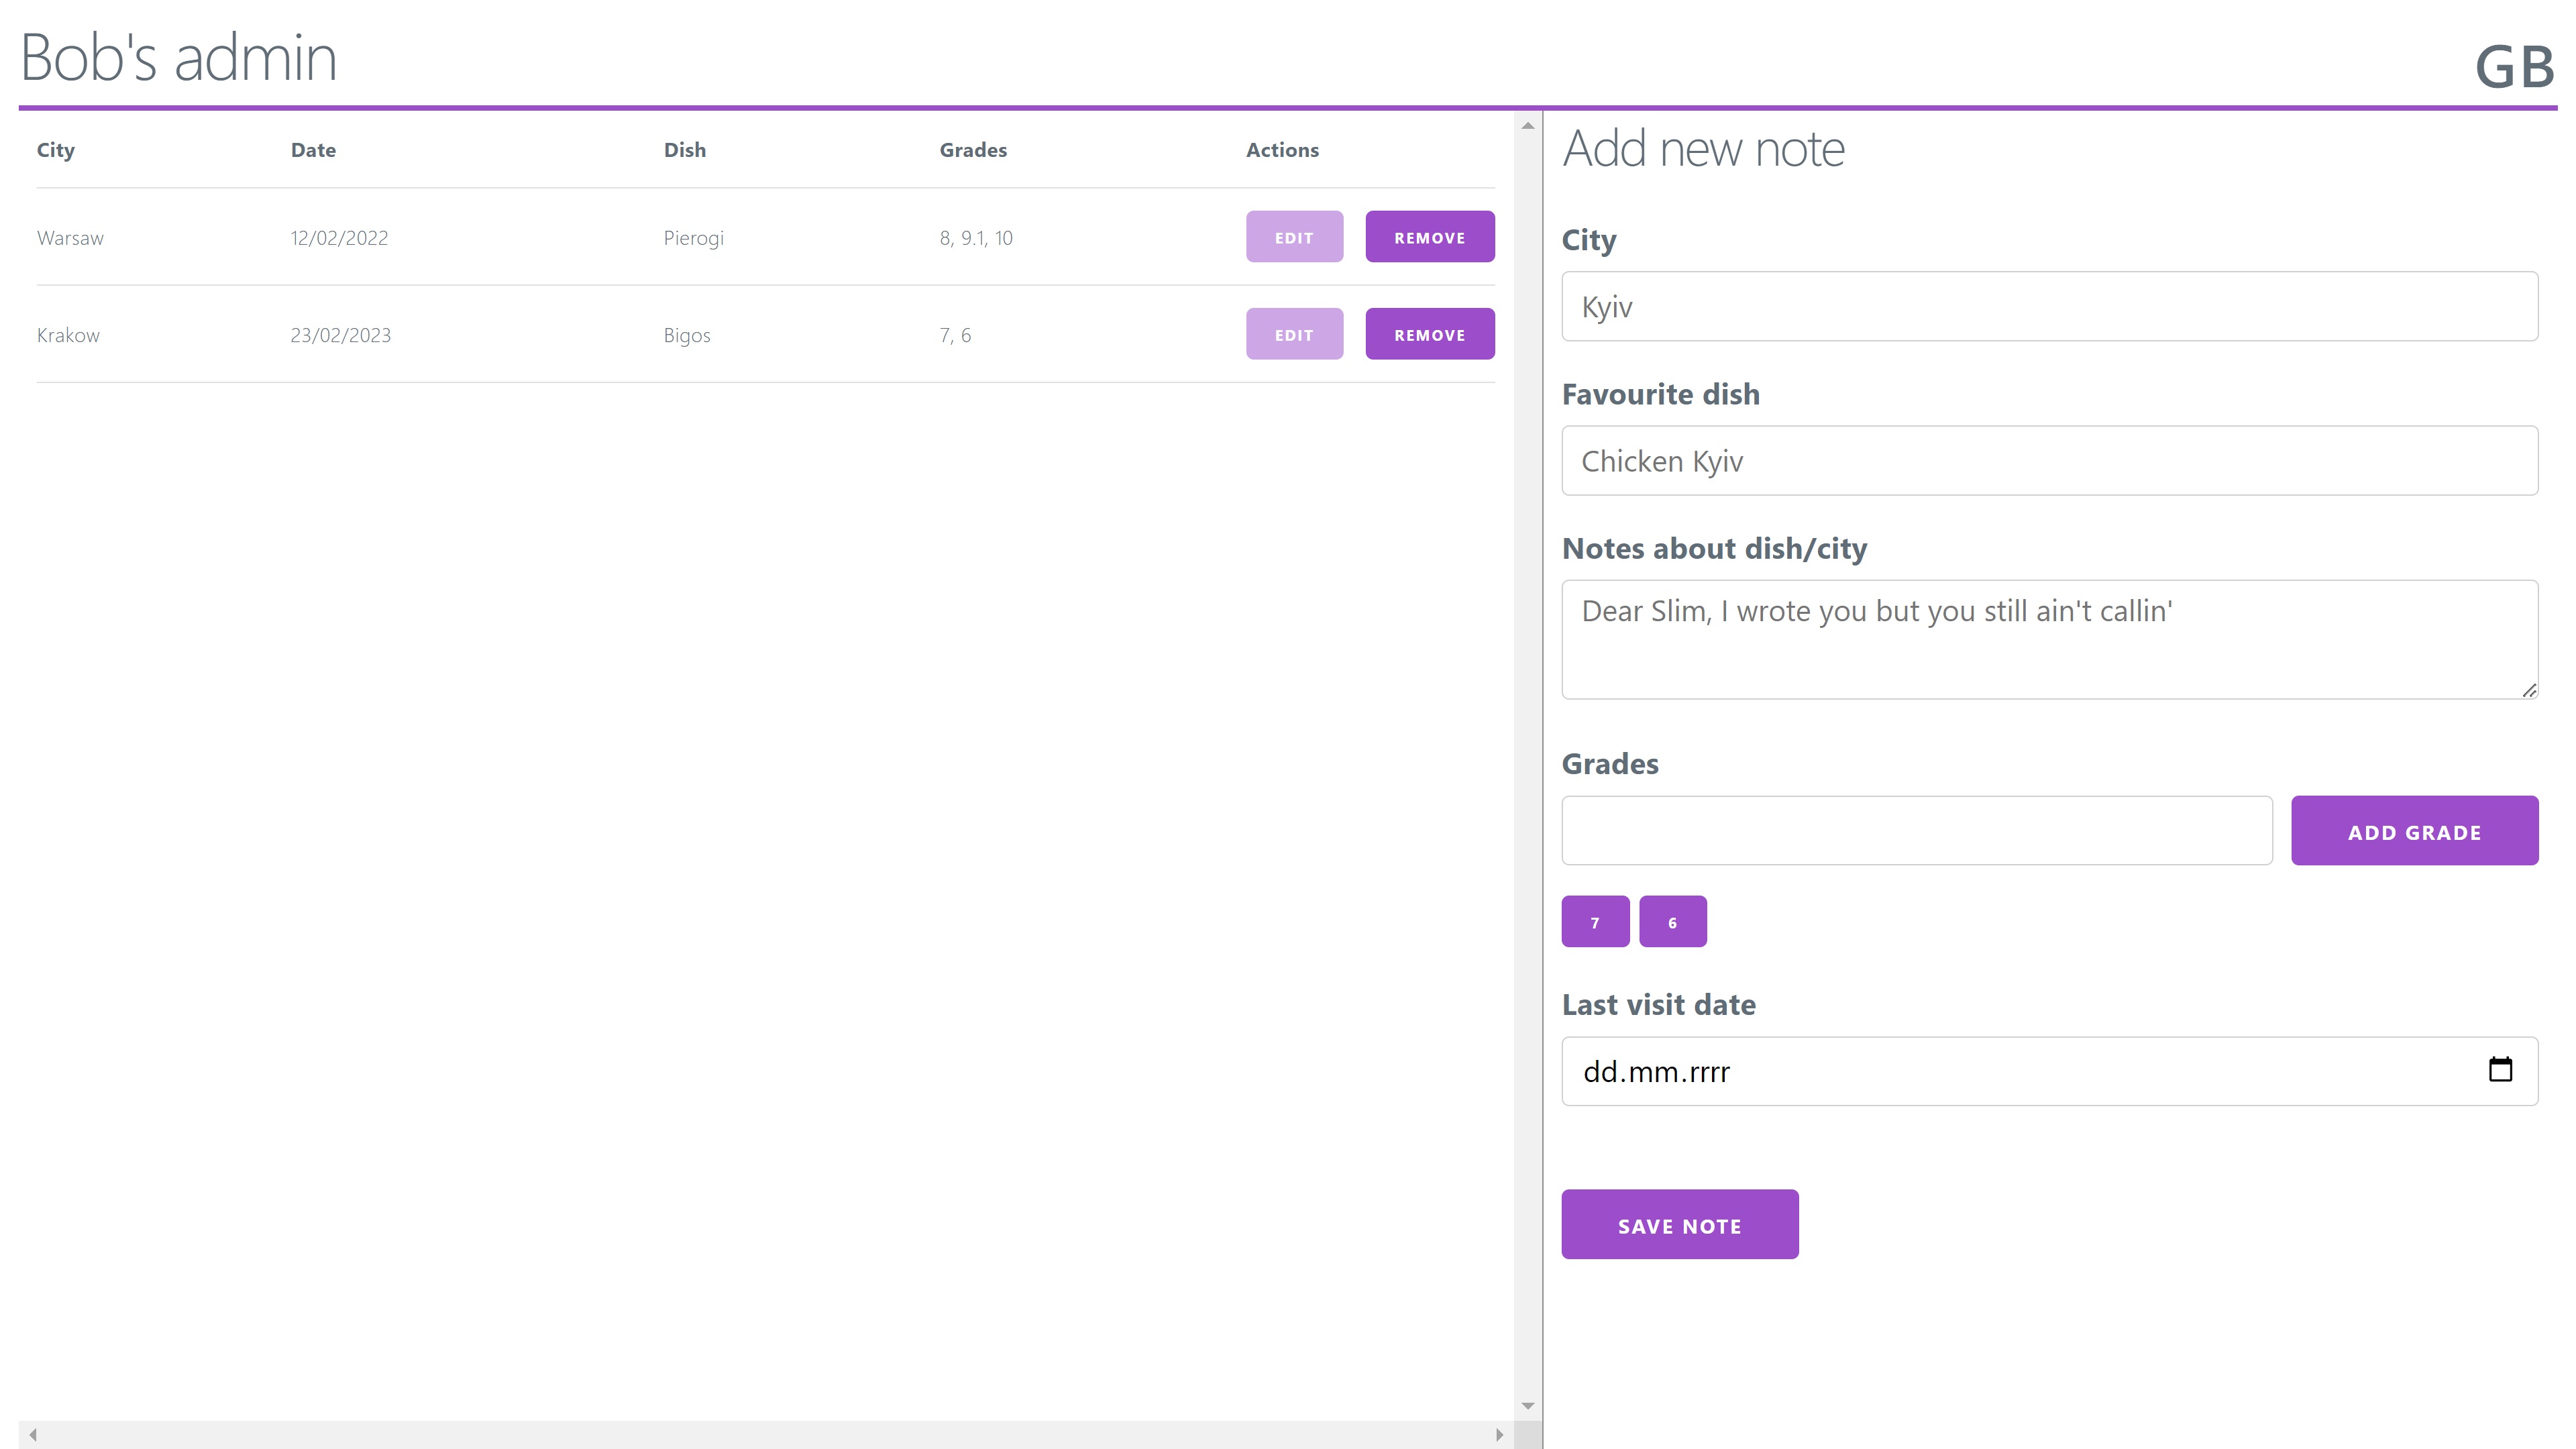 Bob's admin
GB
City Date Dish Grades Actions
Warsaw 12/02/2022 Pierogi 8, 9.1, 10 EDIT REMOVE
Krakow 23/02/2023 Bigos 7, 6 EDIT REMOVE
Add new note
City
Kyiv
Favourite dish
Chicken Kyiv
Notes about dish/city
Dear Slim, I wrote you but you still ain't callin'
Grades
ADD GRADE
7 6
Last visit date
dd.mm.rrrr
SAVE NOTE